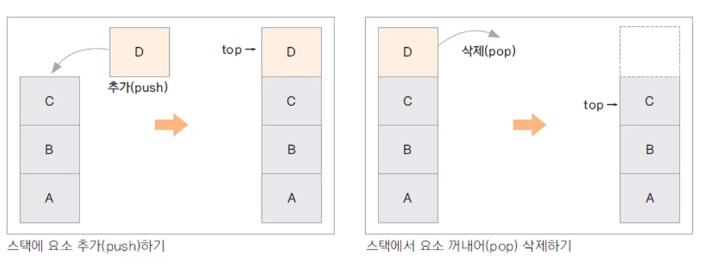 D
추가(push)
C
B
A
top → D
C
B
A
스택에 요소 추가(push)하기
D
삭제(pop)
C
B
A
top → C
B
A
스택에서 요소 꺼내어(pop) 삭제하기